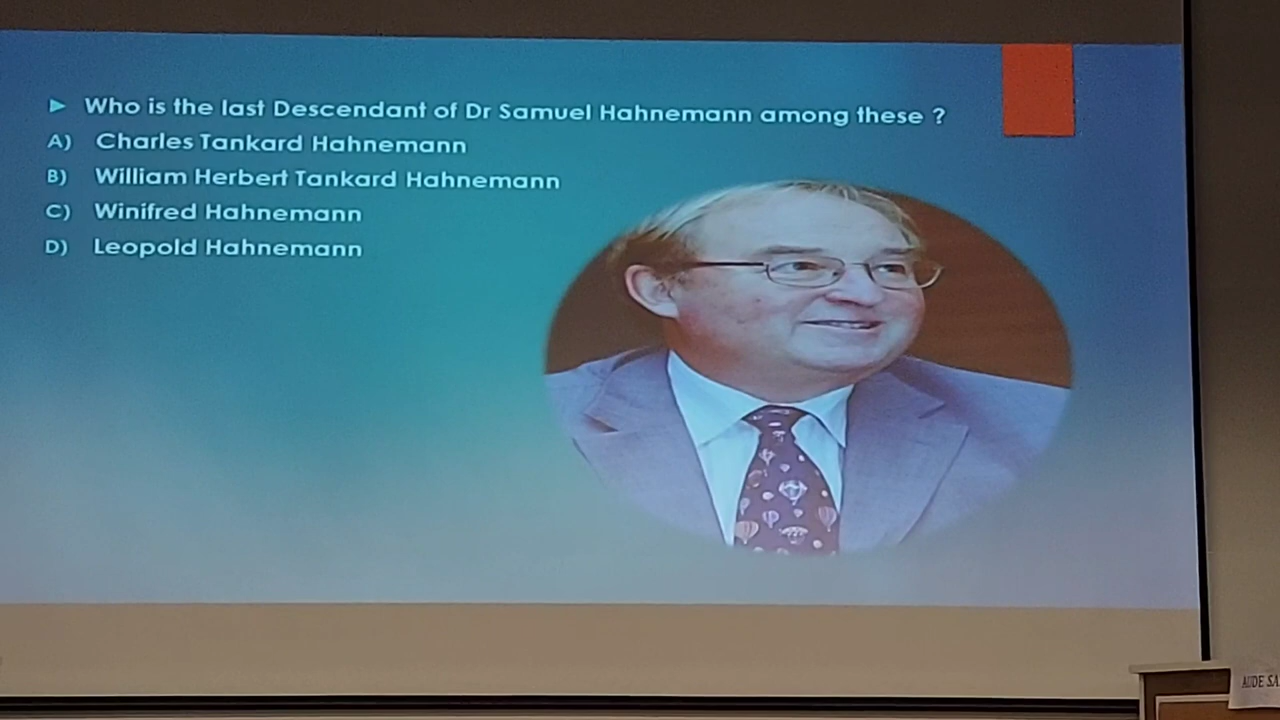 ► Who is the last Descendant of Dr Samuel Hahnemann among these ?
A) Charles Tankard Hahnemann
B) William Herbert Tankard Hahnemann
C) Winifred Hahnemann
D) Leopold Hahnemann